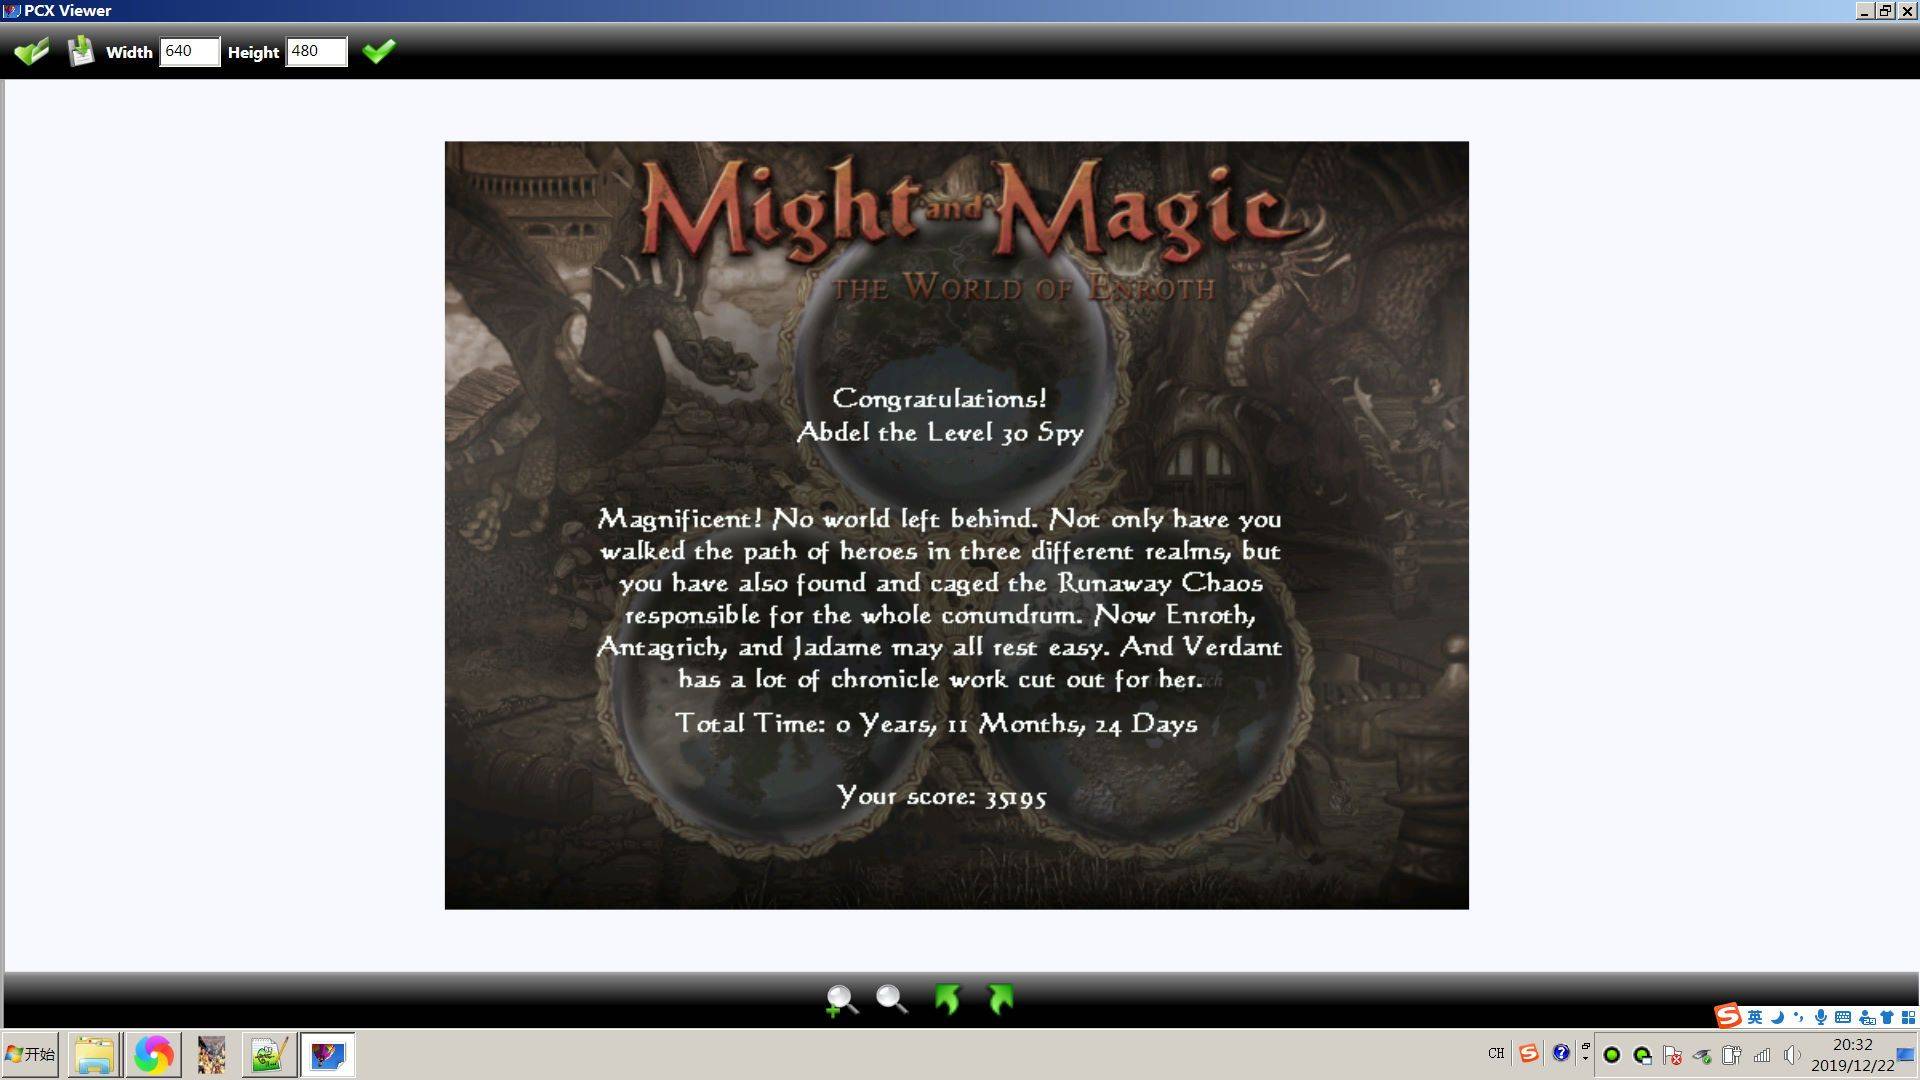 PCX Viewer
Width 640 Height 480
Might and Magic
THE WORLD OF ENROTH
Congratulations!
Abdel the Level 30 Spy
Magnificent! No world left behind. Not only have you
walked the path of heroes in three different realms, but
you have also found and caged the Runaway Chaos
responsible for the whole conundrum. Now Enroth,
Antagrich, and Jadame may all rest easy. And Verdant
has a lot of chronicle work cut out for her.
Total Time: 0 Years, 11 Months, 24 Days
Your score: 35195
英
开始
CH
20:32
2019/12/22